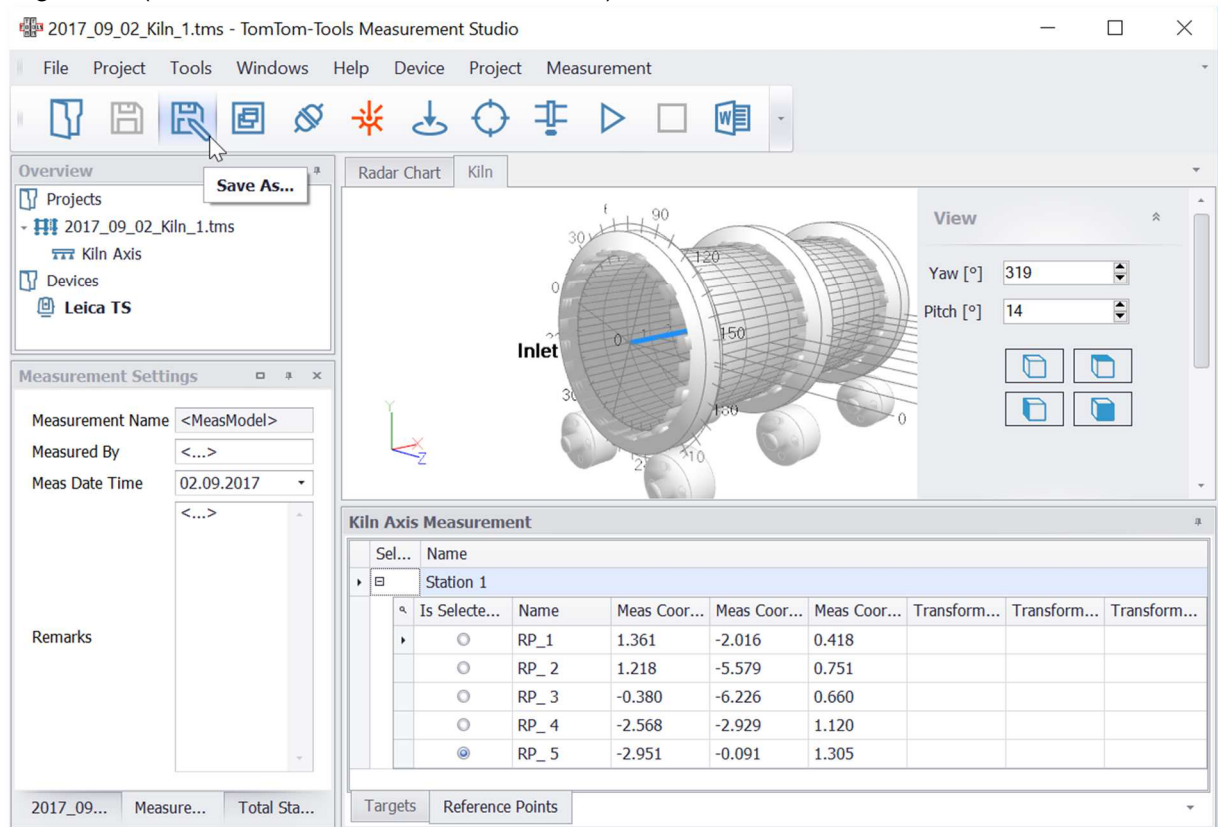 2017_09_02_Kiln_1.tms - TomTom-Tools Measurement Studio
File Project Tools Windows Help Device Project Measurement
Save As...
Overview
Projects
2017_09_02_Kiln_1.tms
Kiln Axis
Devices
Leica TS
Measurement Settings
Measurement Name <MeasModel>
Measured By <...>
Meas Date Time 02.09.2017
<...>
Remarks
2017_09... Measure... Total Sta...
Radar Chart Kiln
90
30
120
0
150
0
Inlet
180
0
View
Yaw [°] 319
Pitch [°] 14
Y
X
Z
Kiln Axis Measurement
Sel... Name
Station 1
Is Selecte... Name Meas Coor... Meas Coor... Meas Coor... Transform... Transform... Transform...
RP_1 1.361 -2.016 0.418
RP_ 2 1.218 -5.579 0.751
RP_ 3 -0.380 -6.226 0.660
RP_ 4 -2.568 -2.929 1.120
RP_ 5 -2.951 -0.091 1.305
Targets Reference Points